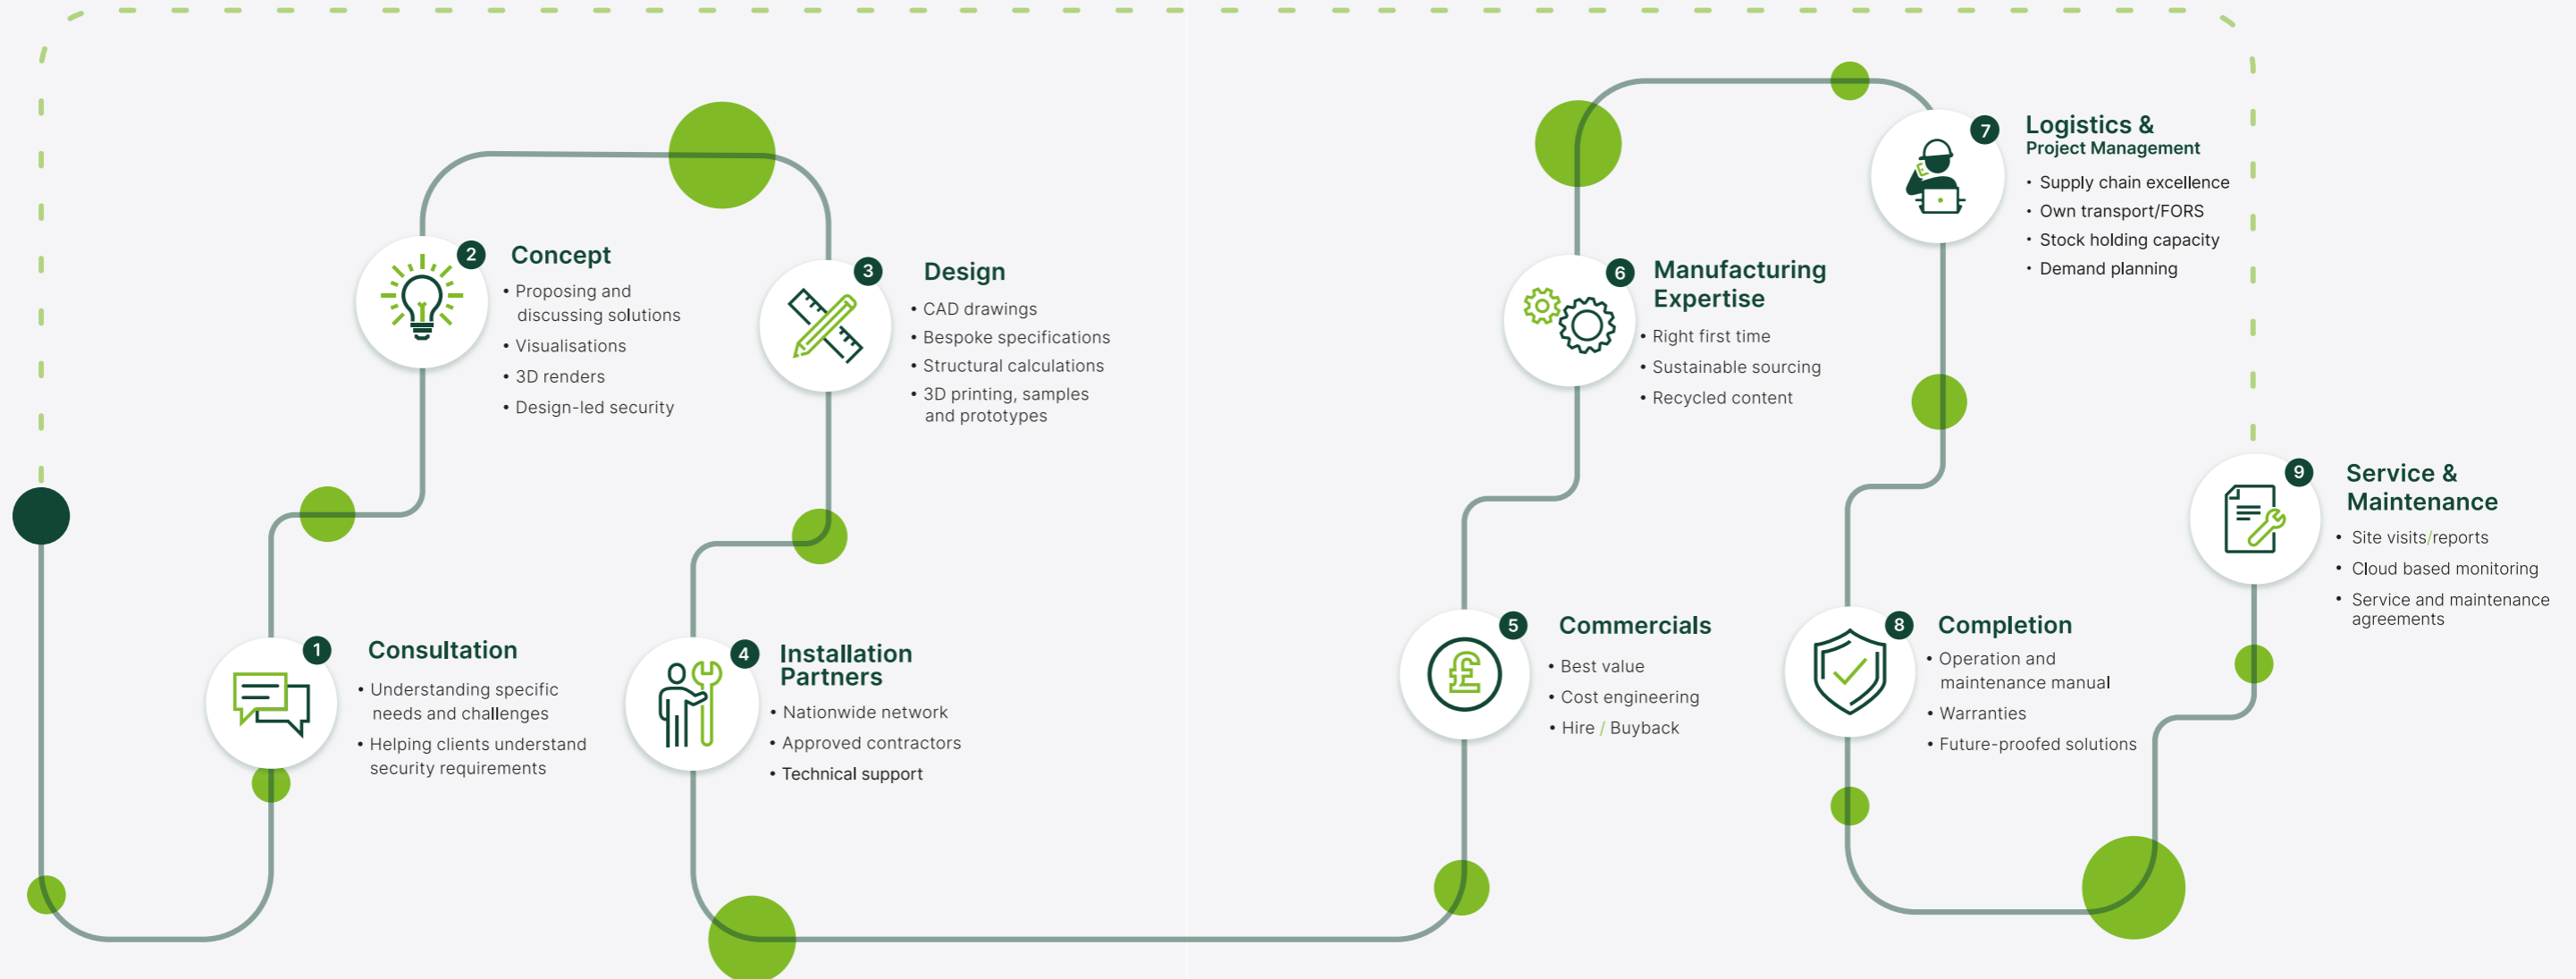 1
Consultation
• Understanding specific
needs and challenges
• Helping clients understand
security requirements
2
Concept
• Proposing and
discussing solutions
• Visualisations
• 3D renders
• Design-led security
3
Design
• CAD drawings
• Bespoke specifications
• Structural calculations
• 3D printing, samples
and prototypes
4
Installation
Partners
• Nationwide network
• Approved contractors
• Technical support
5
Commercials
• Best value
• Cost engineering
• Hire / Buyback
£
6
Manufacturing
Expertise
• Right first time
• Sustainable sourcing
• Recycled content
7
Logistics &
Project Management
• Supply chain excellence
• Own transport/FORS
• Stock holding capacity
• Demand planning
8
Completion
• Operation and
maintenance manual
• Warranties
• Future-proofed solutions
9
Service &
Maintenance
• Site visits/reports
• Cloud based monitoring
• Service and maintenance
agreements